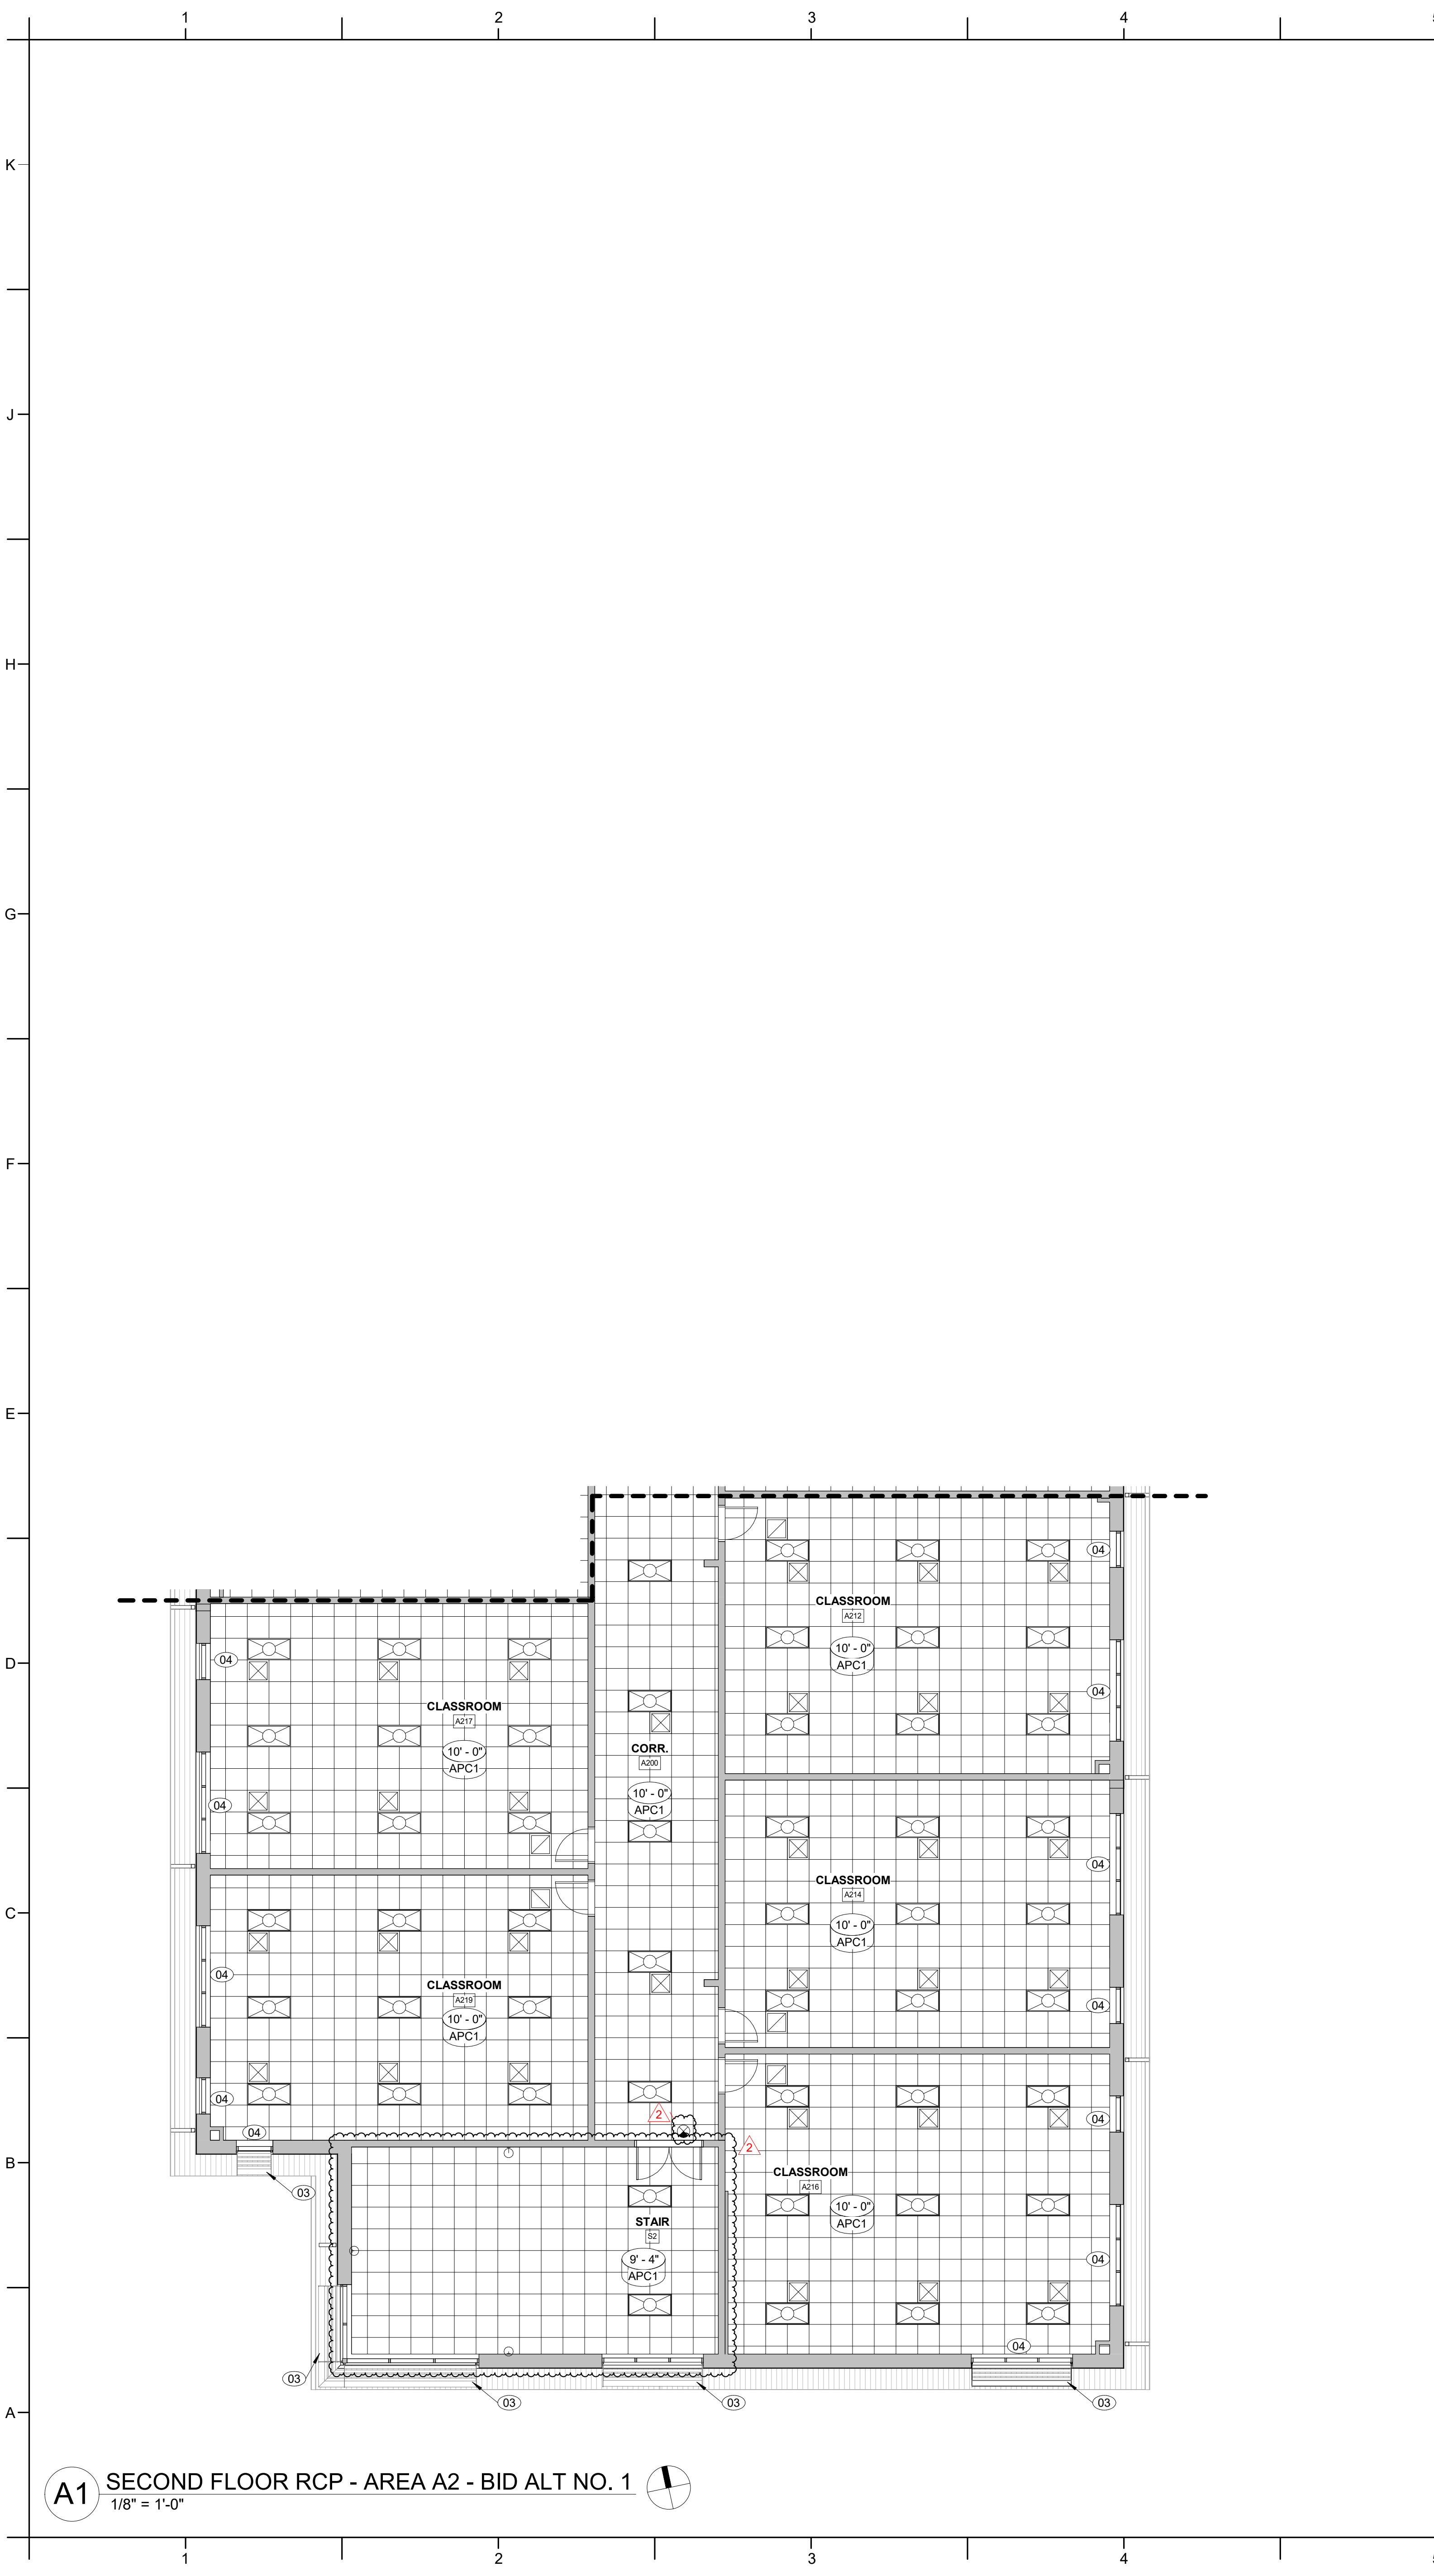 1 2 3 4 5
K
J
H
G
F
E
D
C
B
A
04
CLASSROOM
A212
10' - 0"
APC1
04
04
CLASSROOM
A217
10' - 0"
APC1
04
CORR.
A200
10' - 0"
APC1
04
CLASSROOM
A214
10' - 0"
APC1
04
04
CLASSROOM
A219
10' - 0"
APC1
04
04
03
2
2
04
CLASSROOM
A216
10' - 0"
APC1
04
04
STAIR
S2
9' - 4"
APC1
03
03
03
03
A1
SECOND FLOOR RCP - AREA A2 - BID ALT NO. 1
1/8" = 1'-0"
1 2 3 4 5